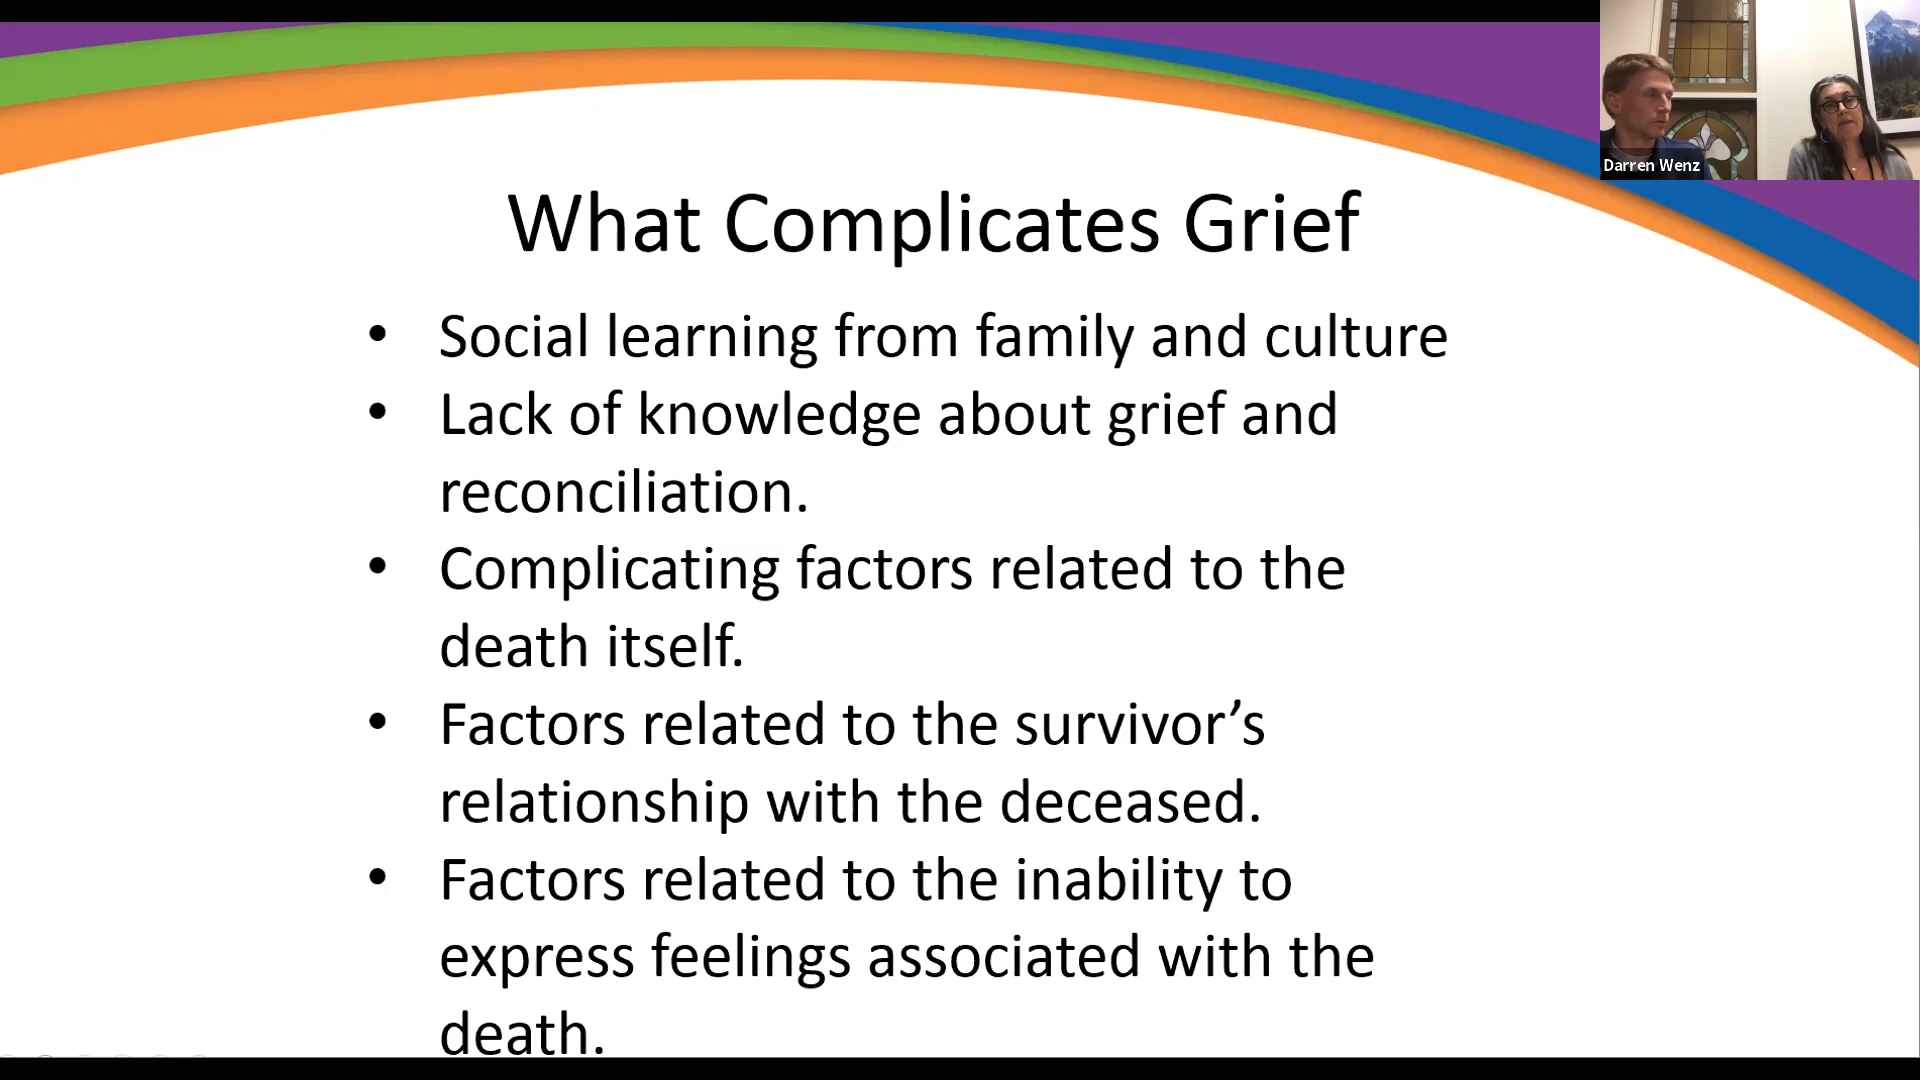 Darren Wenz
What Complicates Grief
• Social learning from family and culture
• Lack of knowledge about grief and
reconciliation.
• Complicating factors related to the
death itself.
• Factors related to the survivor’s
relationship with the deceased.
• Factors related to the inability to
express feelings associated with the
death.